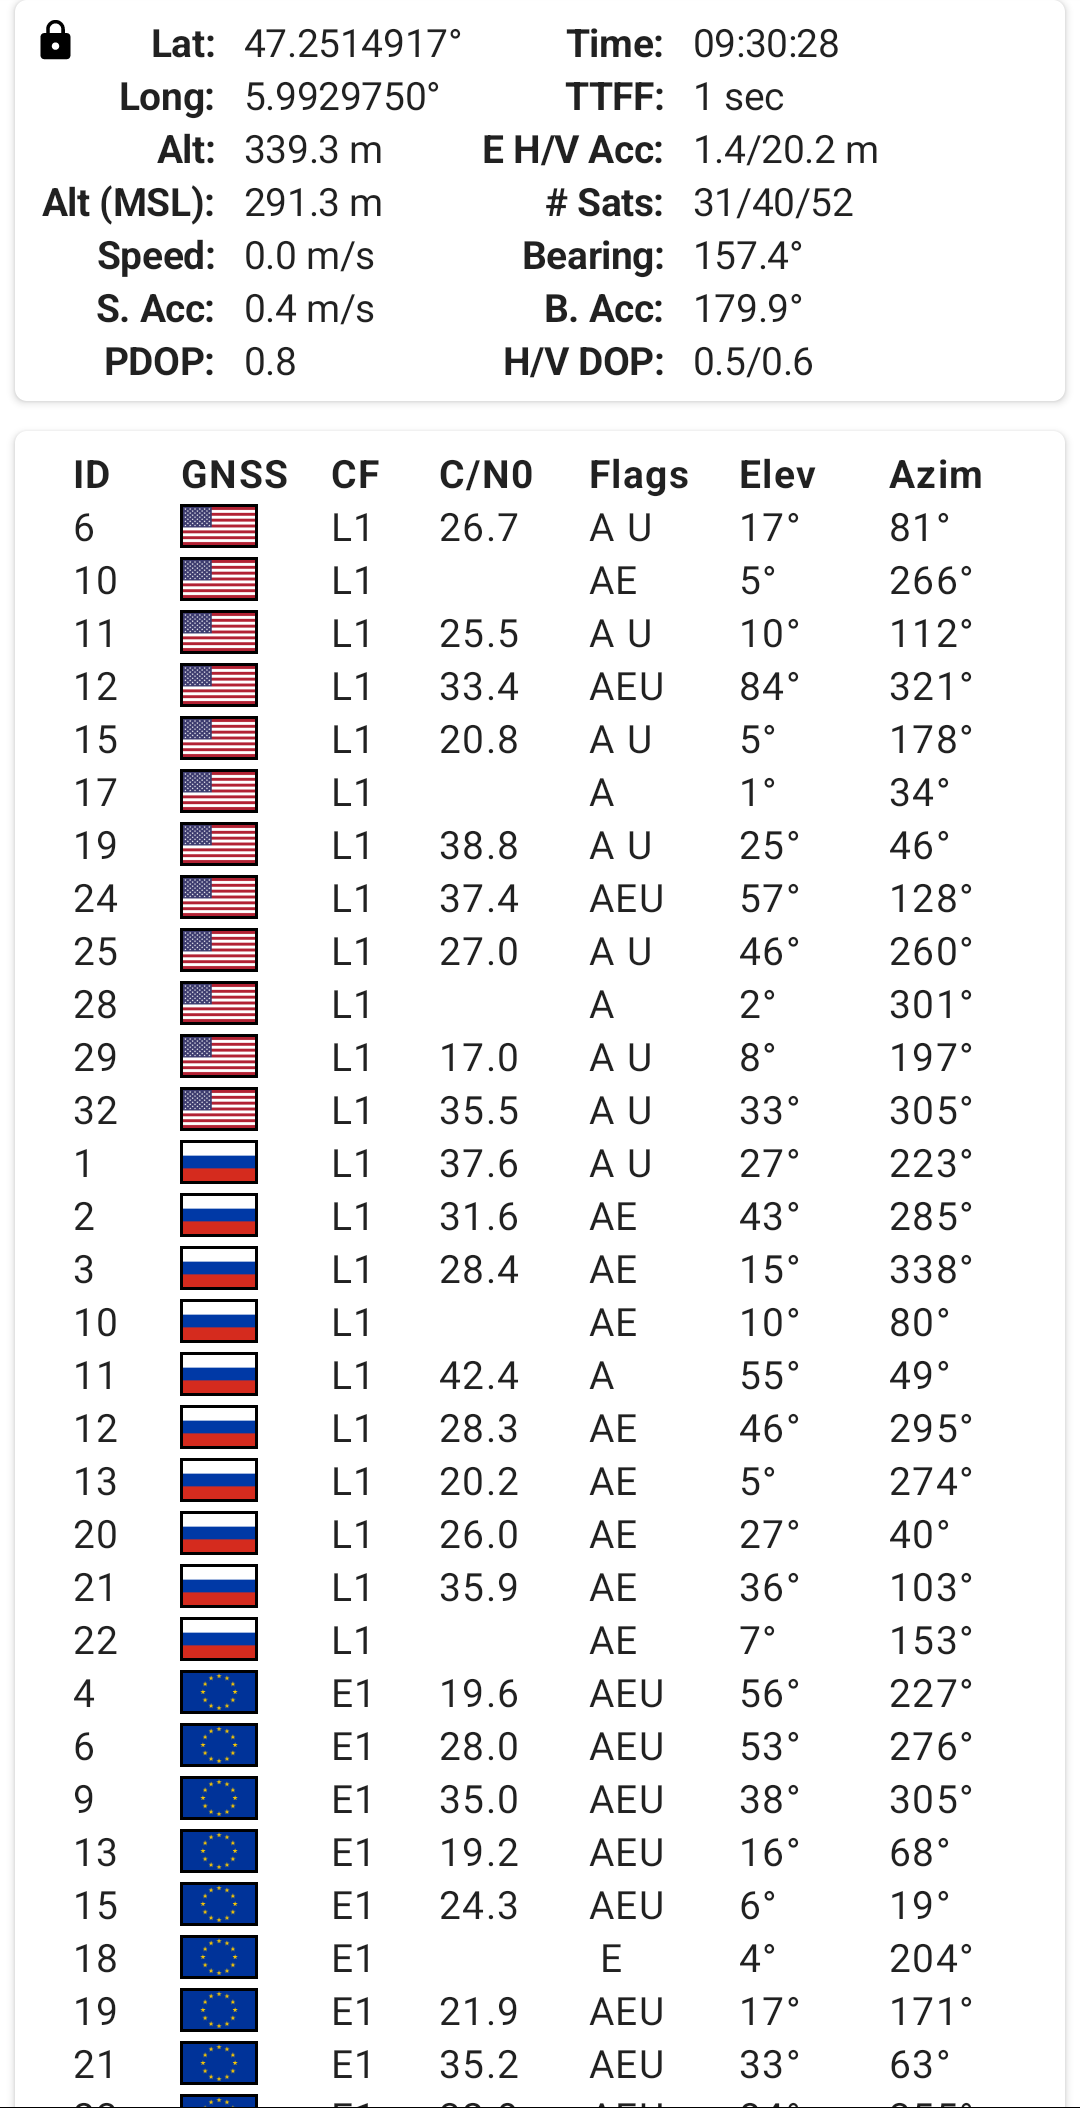 Lat: 47.2514917° Time: 09:30:28
Long: 5.9929750° TTFF: 1 sec
Alt: 339.3 m E H/V Acc: 1.4/20.2 m
Alt (MSL): 291.3 m # Sats: 31/40/52
Speed: 0.0 m/s Bearing: 157.4°
S. Acc: 0.4 m/s B. Acc: 179.9°
PDOP: 0.8 H/V DOP: 0.5/0.6
ID GNSS CF C/N0 Flags Elev Azim
6 L1 26.7 A U 17° 81°
10 L1 AE 5° 266°
11 L1 25.5 A U 10° 112°
12 L1 33.4 AEU 84° 321°
15 L1 20.8 A U 5° 178°
17 L1 A 1° 34°
19 L1 38.8 A U 25° 46°
24 L1 37.4 AEU 57° 128°
25 L1 27.0 A U 46° 260°
28 L1 A 2° 301°
29 L1 17.0 A U 8° 197°
32 L1 35.5 A U 33° 305°
1 L1 37.6 A U 27° 223°
2 L1 31.6 AE 43° 285°
3 L1 28.4 AE 15° 338°
10 L1 AE 10° 80°
11 L1 42.4 A 55° 49°
12 L1 28.3 AE 46° 295°
13 L1 20.2 AE 5° 274°
20 L1 26.0 AE 27° 40°
21 L1 35.9 AE 36° 103°
22 L1 AE 7° 153°
4 E1 19.6 AEU 56° 227°
6 E1 28.0 AEU 53° 276°
9 E1 35.0 AEU 38° 305°
13 E1 19.2 AEU 16° 68°
15 E1 24.3 AEU 6° 19°
18 E1 E 4° 204°
19 E1 21.9 AEU 17° 171°
21 E1 35.2 AEU 33° 63°